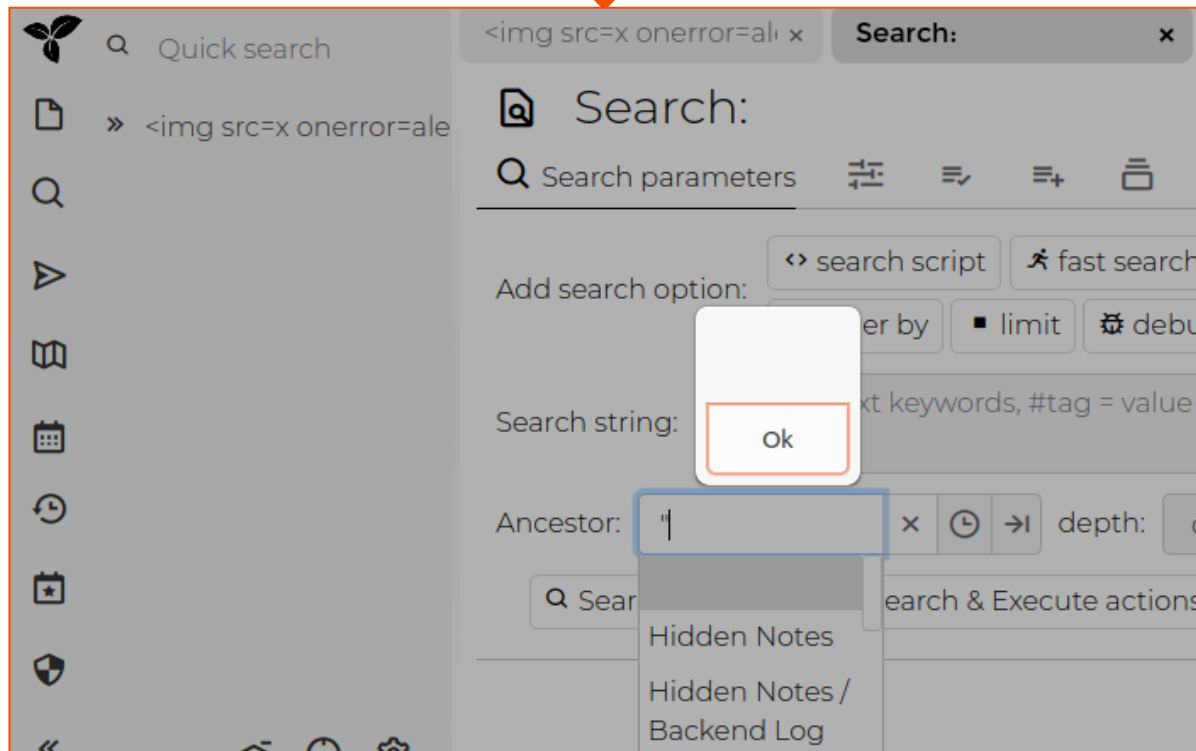 Quick search
<img src=x onerror=al
Search:
<img src=x onerror=ale
Search:
Search parameters
Add search option:
search script
fast search
er by
limit
debu
Search string:
xt keywords, #tag = value
Ok
Ancestor:
"
depth:
Sear
earch & Execute actions
Hidden Notes
Hidden Notes /
Backend Log